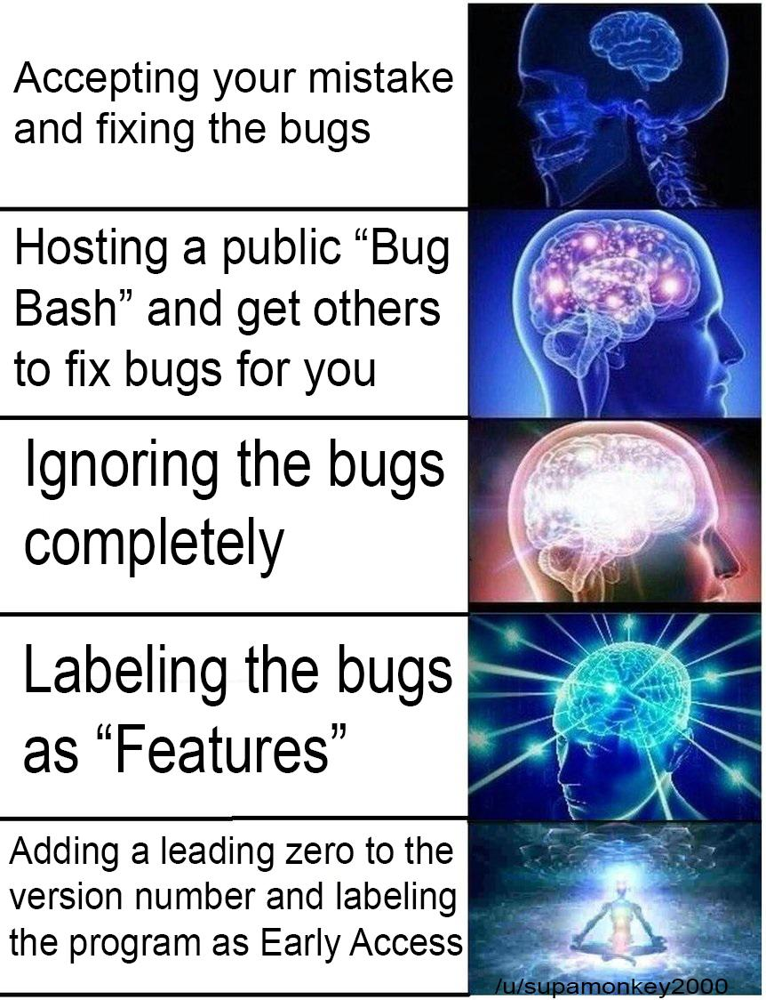 Accepting your mistake
and fixing the bugs
Hosting a public “Bug
Bash” and get others
to fix bugs for you
Ignoring the bugs
completely
Labeling the bugs
as “Features”
Adding a leading zero to the
version number and labeling
the program as Early Access
/u/supamonkey2000